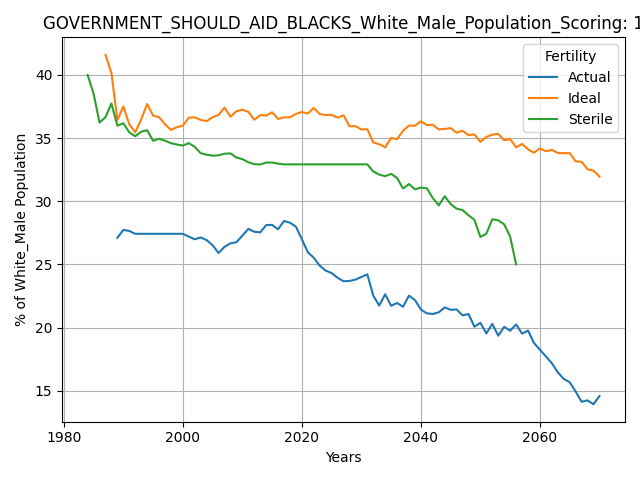 GOVERNMENT_SHOULD_AID_BLACKS_White_Male_Population_Scoring: 1
Fertility
Actual
Ideal
Sterile
% of White_Male Population
40
35
30
25
20
15
1980
2000
2020
2040
2060
Years